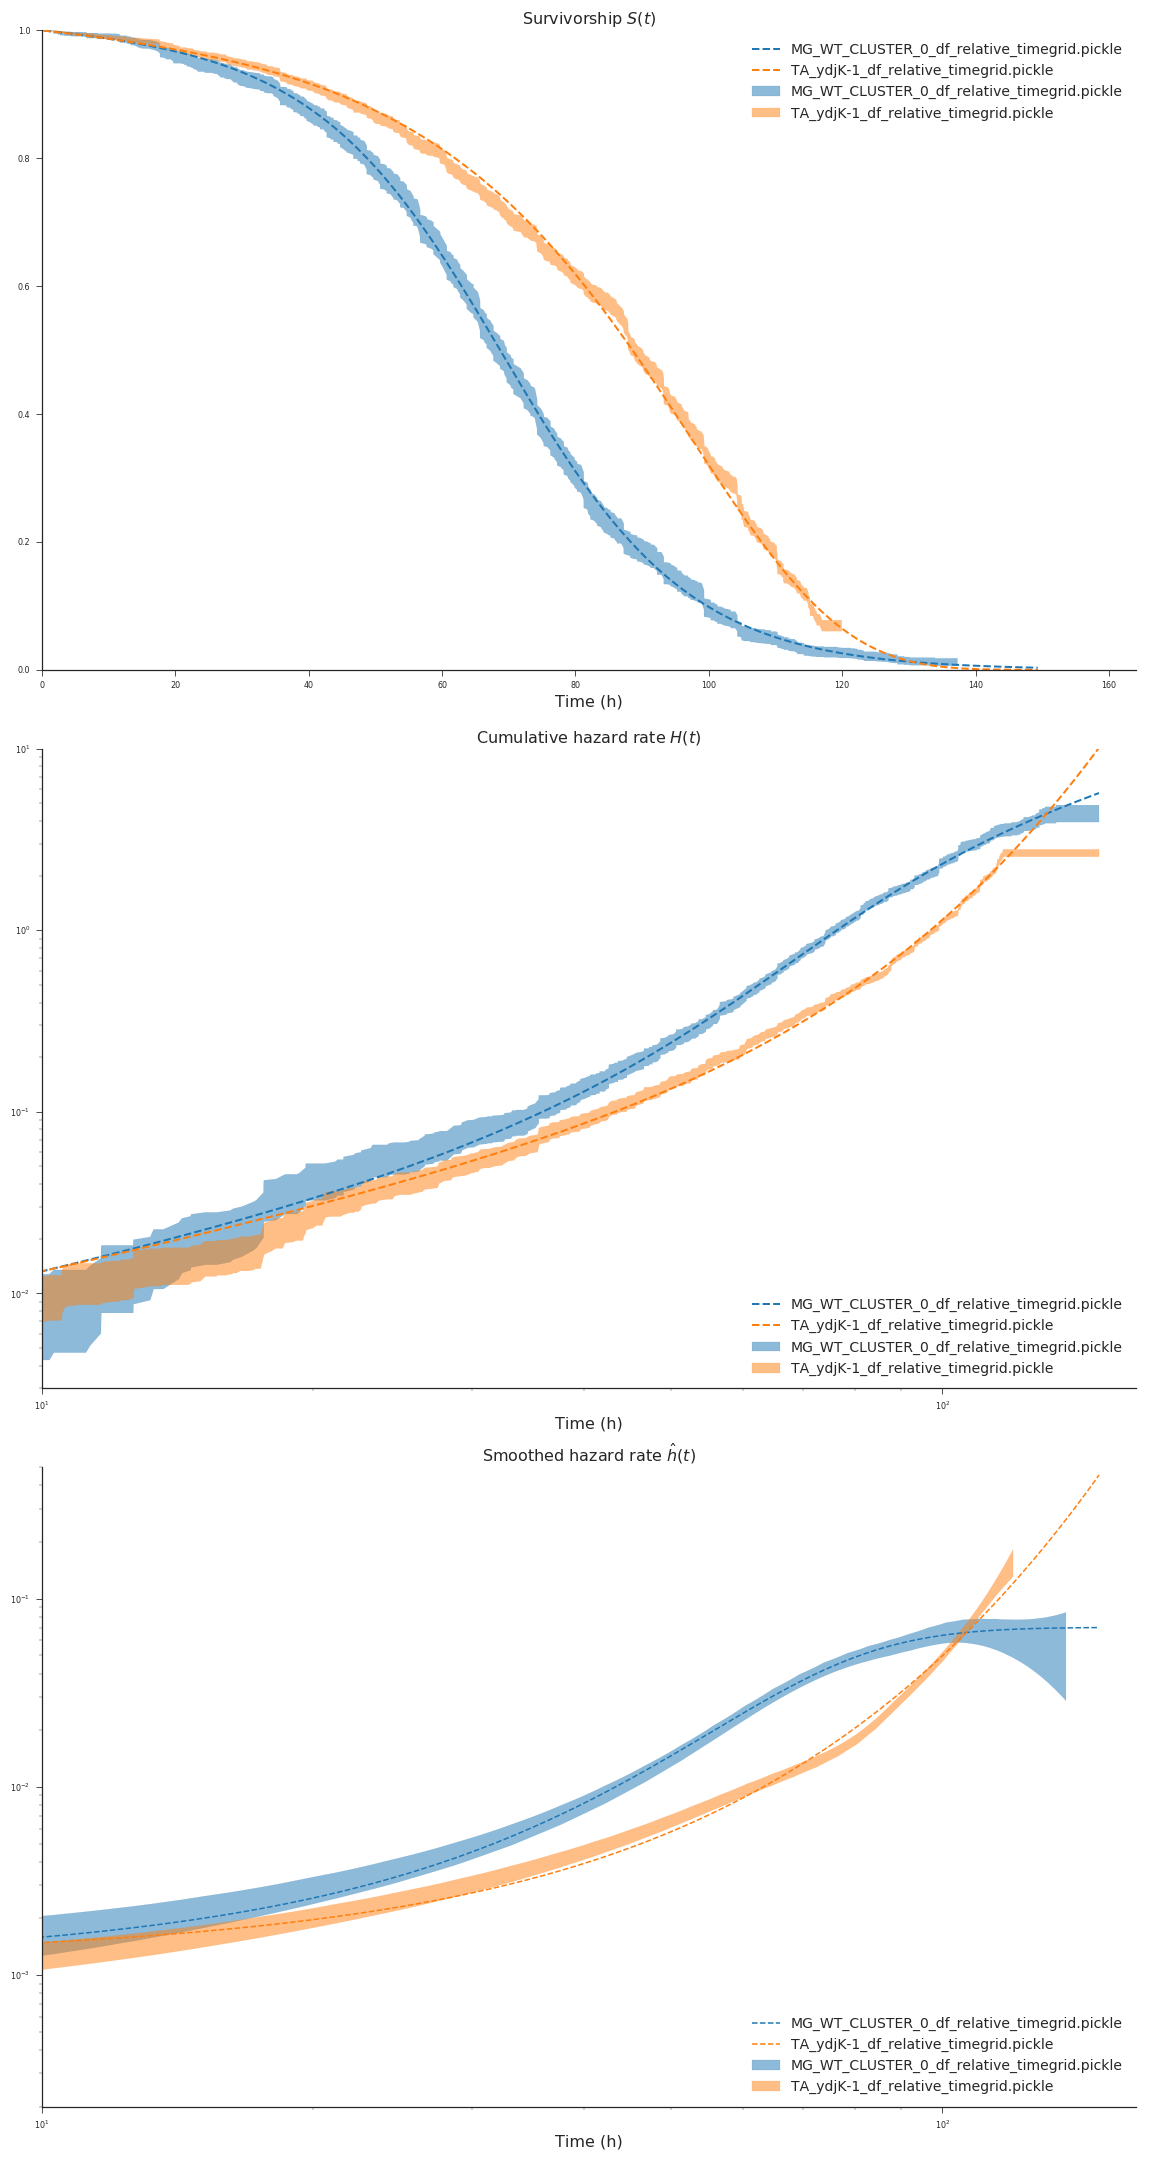 Survivorship S(t)
1.0
0.8
0.6
0.4
0.2
0.0
MG_WT_CLUSTER_0_df_relative_timegrid.pickle
TA_ydjK-1_df_relative_timegrid.pickle
MG_WT_CLUSTER_0_df_relative_timegrid.pickle
TA_ydjK-1_df_relative_timegrid.pickle
0 20 40 60 80 100 120 140 160
Time (h)
Cumulative hazard rate H(t)
10¹
10⁰
10⁻¹
10⁻²
MG_WT_CLUSTER_0_df_relative_timegrid.pickle
TA_ydjK-1_df_relative_timegrid.pickle
MG_WT_CLUSTER_0_df_relative_timegrid.pickle
TA_ydjK-1_df_relative_timegrid.pickle
10¹ 10²
Time (h)
Smoothed hazard rate ĥ(t)
10⁻¹
10⁻²
10⁻³
MG_WT_CLUSTER_0_df_relative_timegrid.pickle
TA_ydjK-1_df_relative_timegrid.pickle
MG_WT_CLUSTER_0_df_relative_timegrid.pickle
TA_ydjK-1_df_relative_timegrid.pickle
10¹ 10²
Time (h)